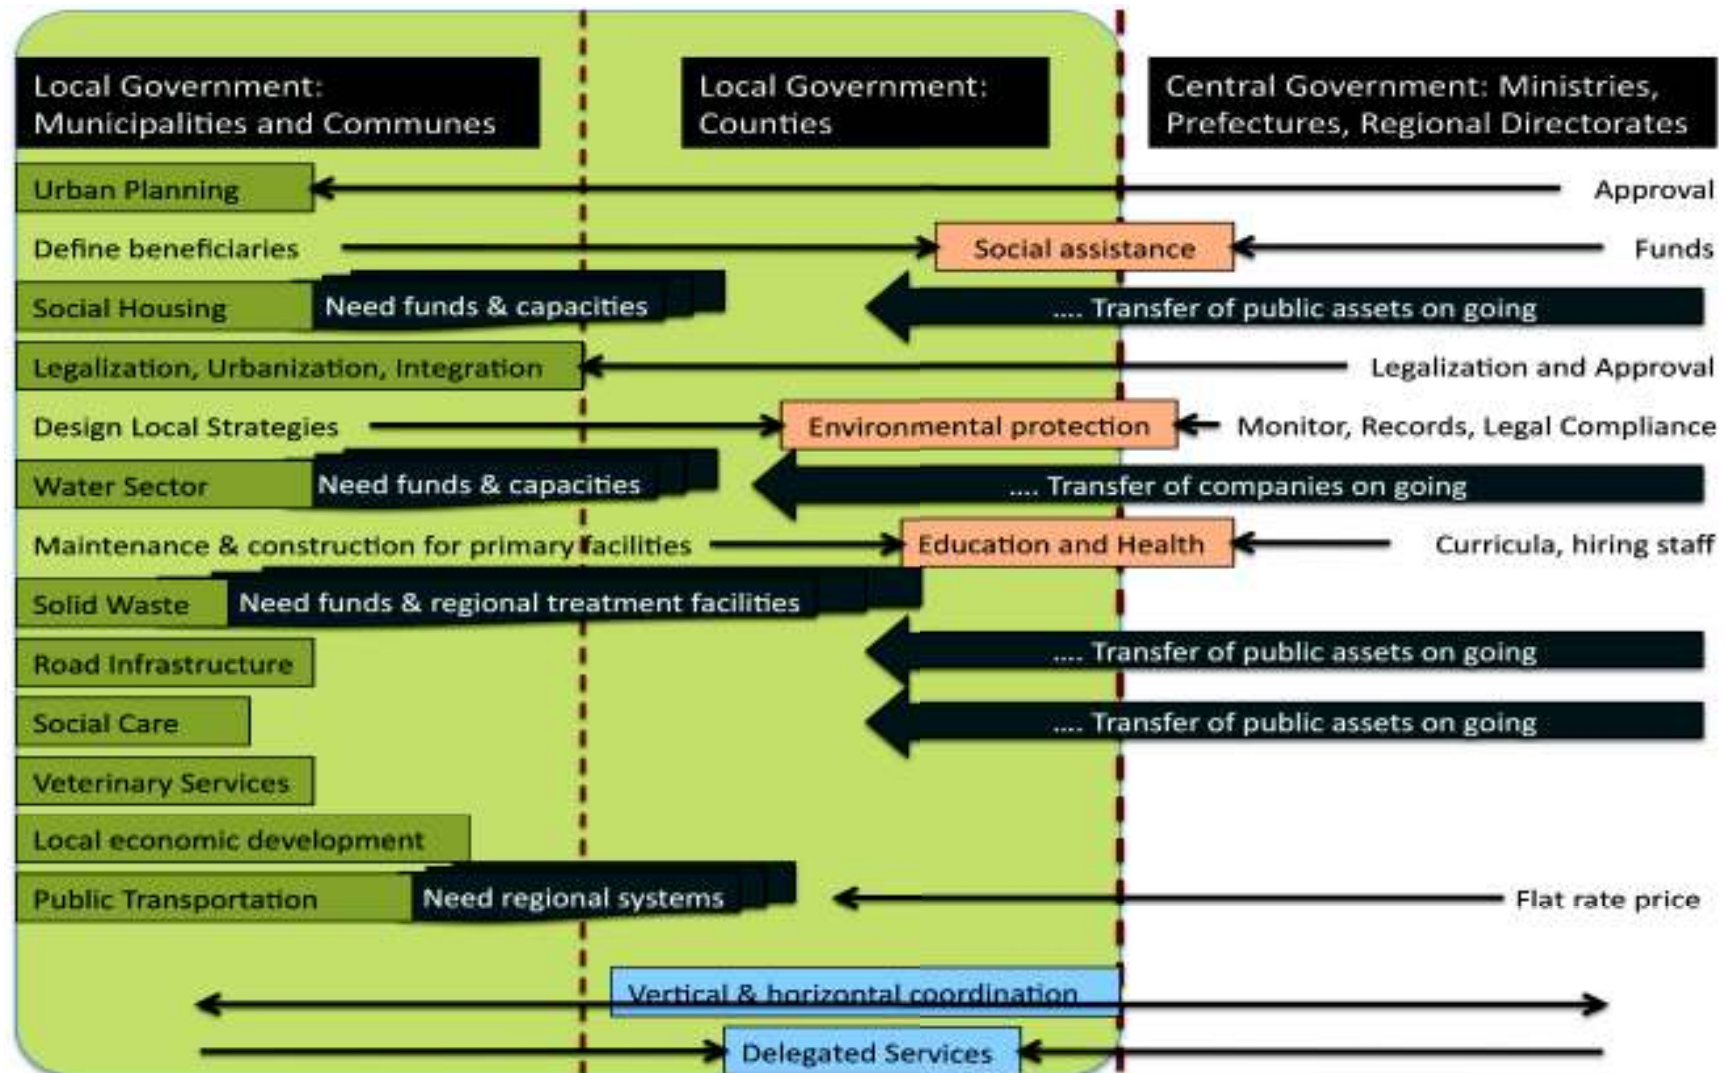 Local Government:
Municipalities and Communes
Local Government:
Counties
Central Government: Ministries,
Prefectures, Regional Directorates
Urban Planning
Approval
Define beneficiaries
Social assistance
Funds
Social Housing
Need funds & capacities
.... Transfer of public assets on going
Legalization, Urbanization, Integration
Legalization and Approval
Design Local Strategies
Environmental protection
Monitor, Records, Legal Compliance
Water Sector
Need funds & capacities
.... Transfer of companies on going
Maintenance & construction for primary facilities
Education and Health
Curricula, hiring staff
Solid Waste
Need funds & regional treatment facilities
Road Infrastructure
.... Transfer of public assets on going
Social Care
.... Transfer of public assets on going
Veterinary Services
Local economic development
Public Transportation
Need regional systems
Flat rate price
Vertical & horizontal coordination
Delegated Services